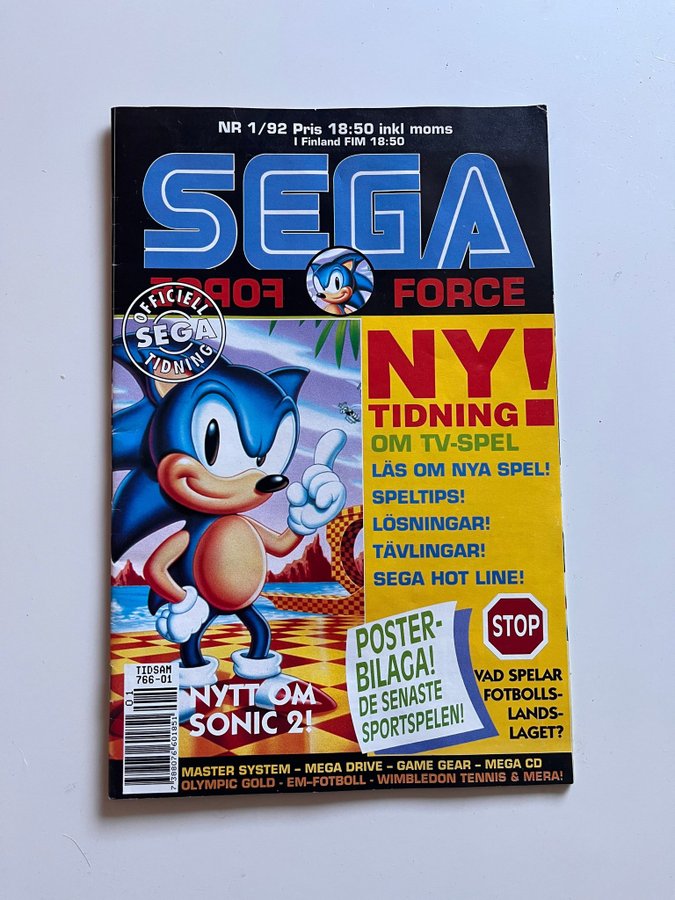 NR 1/92 Pris 18:50 inkl moms
I Finland FIM 18:50
SEGA
FORCE FORCE
OFFICIELL
SEGA
TIDNING
NY!
TIDNING
OM TV-SPEL
LÄS OM NYA SPEL!
SPELTIPS!
LÖSNINGAR!
TÄVLINGAR!
SEGA HOT LINE!
POSTER-
BILAGA!
DE SENASTE
SPORTSPELEN!
STOP
VAD SPELAR
FOTBOLLS-
LANDS-
LAGET?
NYTT OM
SONIC 2!
TIDSAM
766-01
01
7388076601851
MASTER SYSTEM – MEGA DRIVE – GAME GEAR – MEGA CD
OLYMPIC GOLD - EM-FOTBOLL - WIMBLEDON TENNIS & MERA!